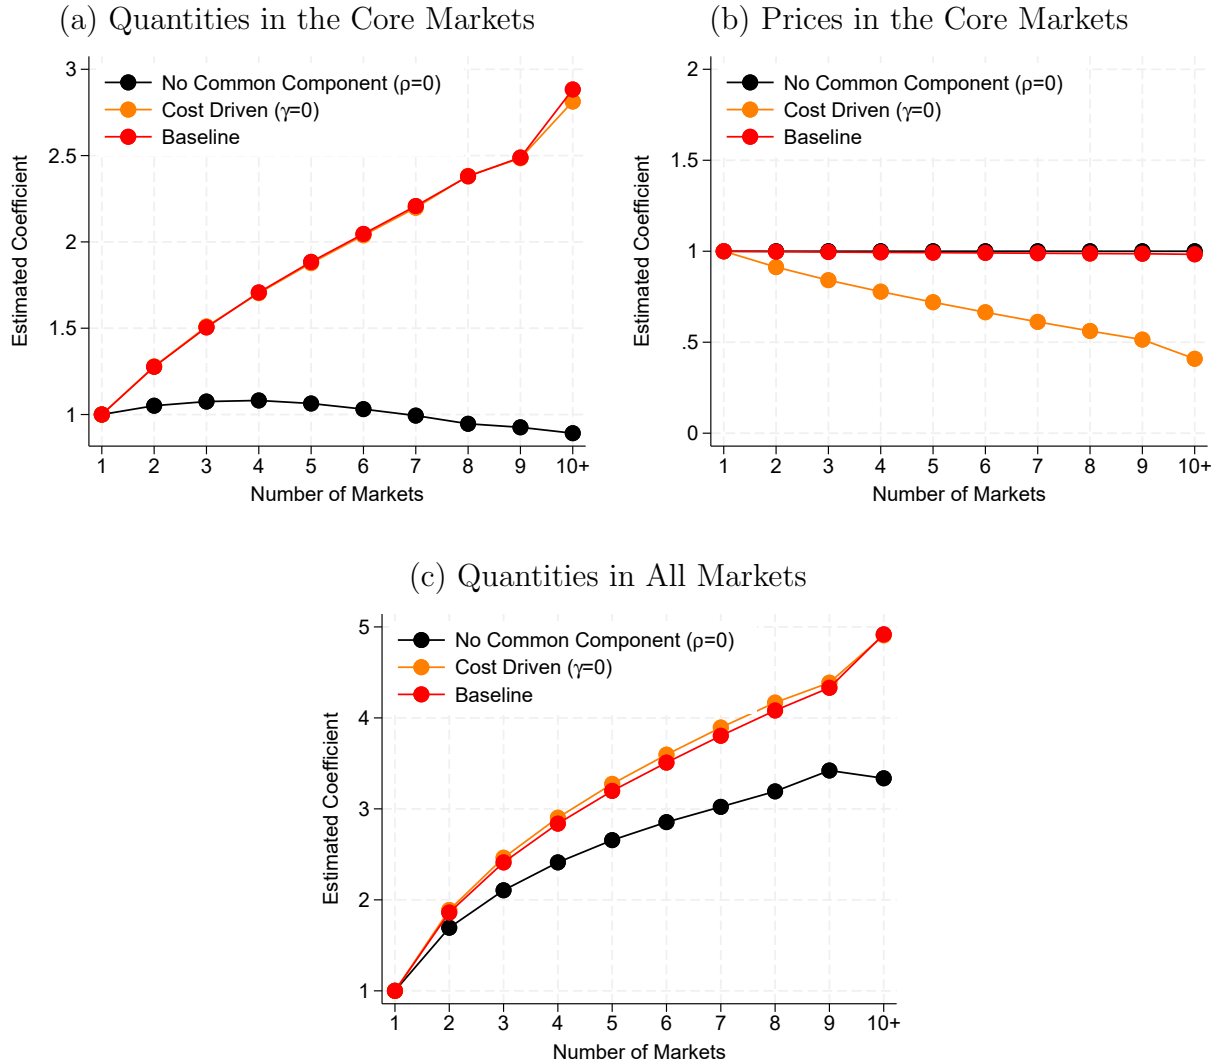 (a) Quantities in the Core Markets
3
2.5
2
1.5
1
Estimated Coefficient
No Common Component (ρ=0)
Cost Driven (γ=0)
Baseline
1 2 3 4 5 6 7 8 9 10+
Number of Markets
(b) Prices in the Core Markets
2
1.5
1
.5
0
Estimated Coefficient
No Common Component (ρ=0)
Cost Driven (γ=0)
Baseline
1 2 3 4 5 6 7 8 9 10+
Number of Markets
(c) Quantities in All Markets
5
4
3
2
1
Estimated Coefficient
No Common Component (ρ=0)
Cost Driven (γ=0)
Baseline
1 2 3 4 5 6 7 8 9 10+
Number of Markets